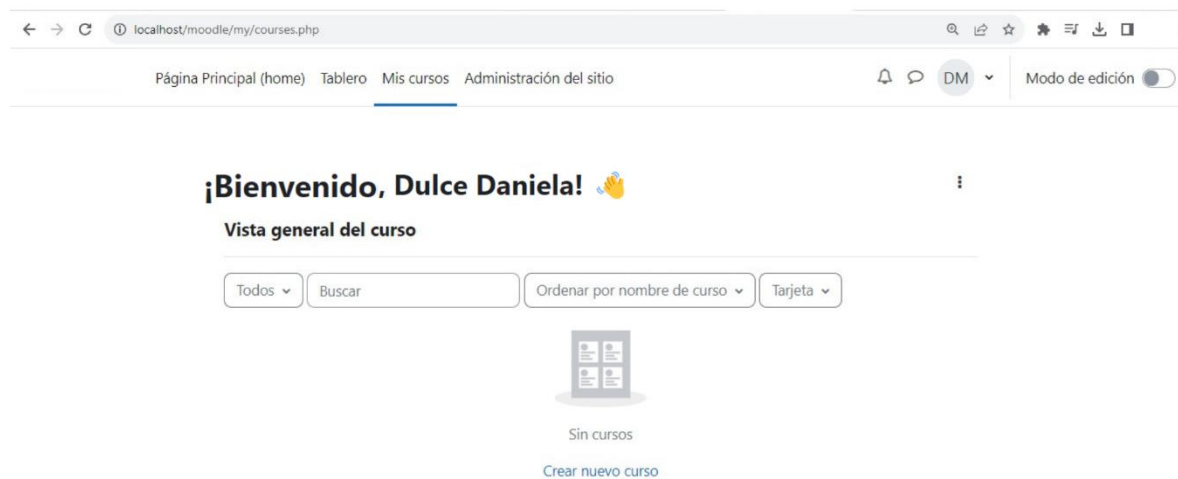 localhost/moodle/my/courses.php
Página Principal (home) Tablero Mis cursos Administración del sitio DM Modo de edición
¡Bienvenido, Dulce Daniela! 👋
Vista general del curso
Todos Buscar Ordenar por nombre de curso Tarjeta
Sin cursos
Crear nuevo curso